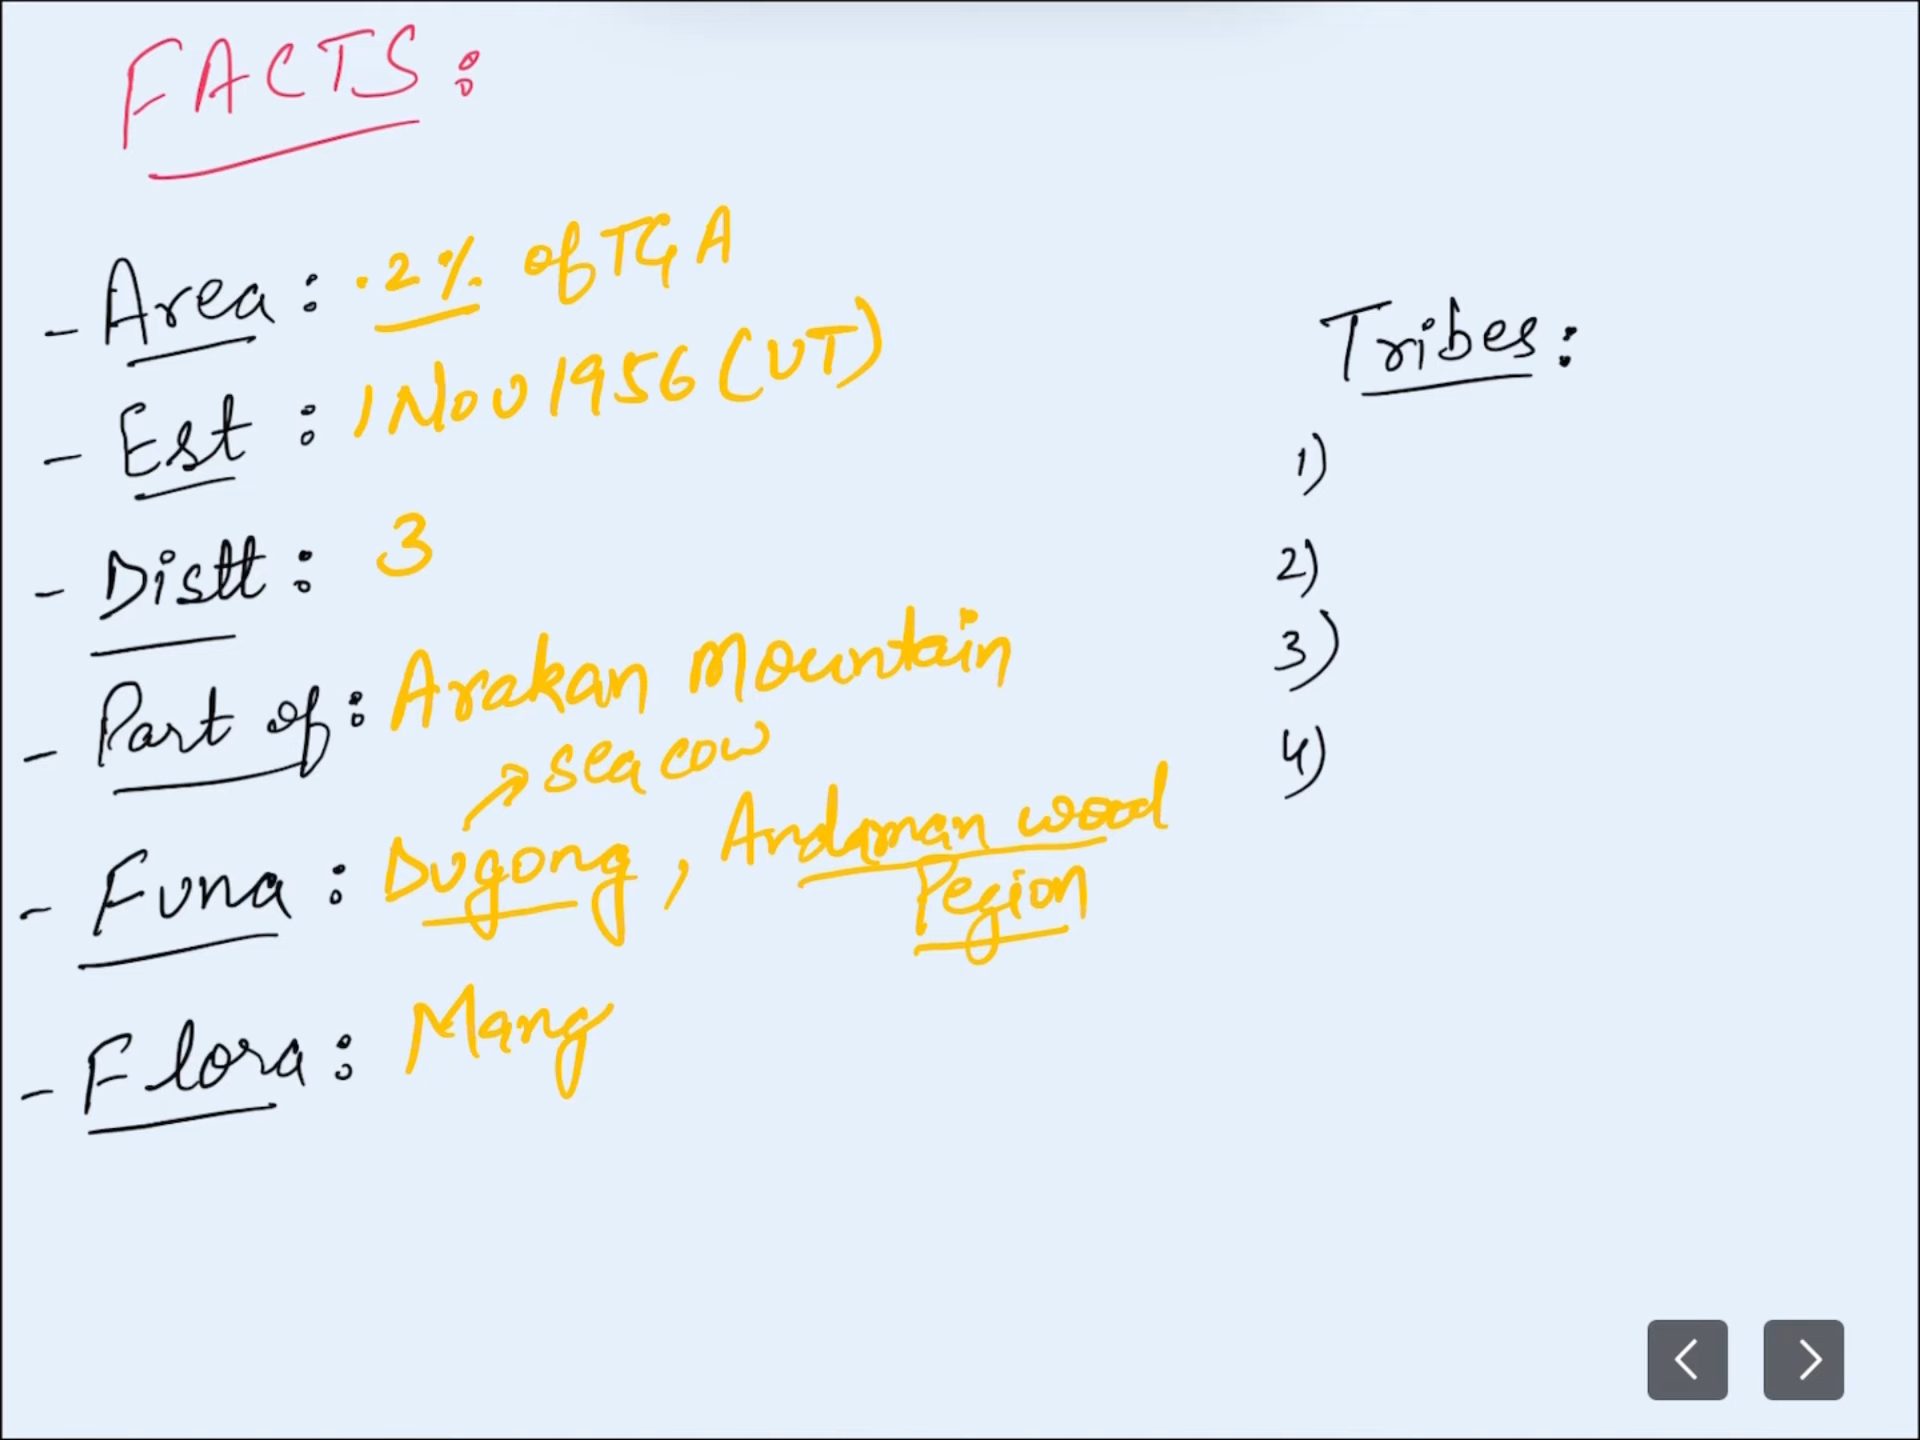 FACTS:
- Area: .2% of TGA
- Est: 1 Nov 1956 (UT)
- Distt: 3
- Part of: Arakan Mountain
- Funa: Dugong, Andaman wood Pegion
→ sea cow
- Flora: Mang
Tribes:
1)
2)
3)
4)